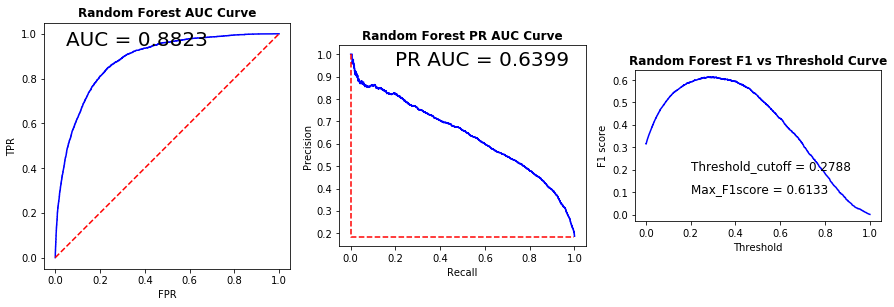 Random Forest AUC Curve
AUC = 0.8823
TPR
1.0
0.8
0.6
0.4
0.2
0.0
0.0 0.2 0.4 0.6 0.8 1.0
FPR
Random Forest PR AUC Curve
PR AUC = 0.6399
Precision
1.0
0.9
0.8
0.7
0.6
0.5
0.4
0.3
0.2
0.0 0.2 0.4 0.6 0.8 1.0
Recall
Random Forest F1 vs Threshold Curve
F1 score
0.6
0.5
0.4
0.3
0.2
0.1
0.0
Threshold_cutoff = 0.2788
Max_F1score = 0.6133
0.0 0.2 0.4 0.6 0.8 1.0
Threshold